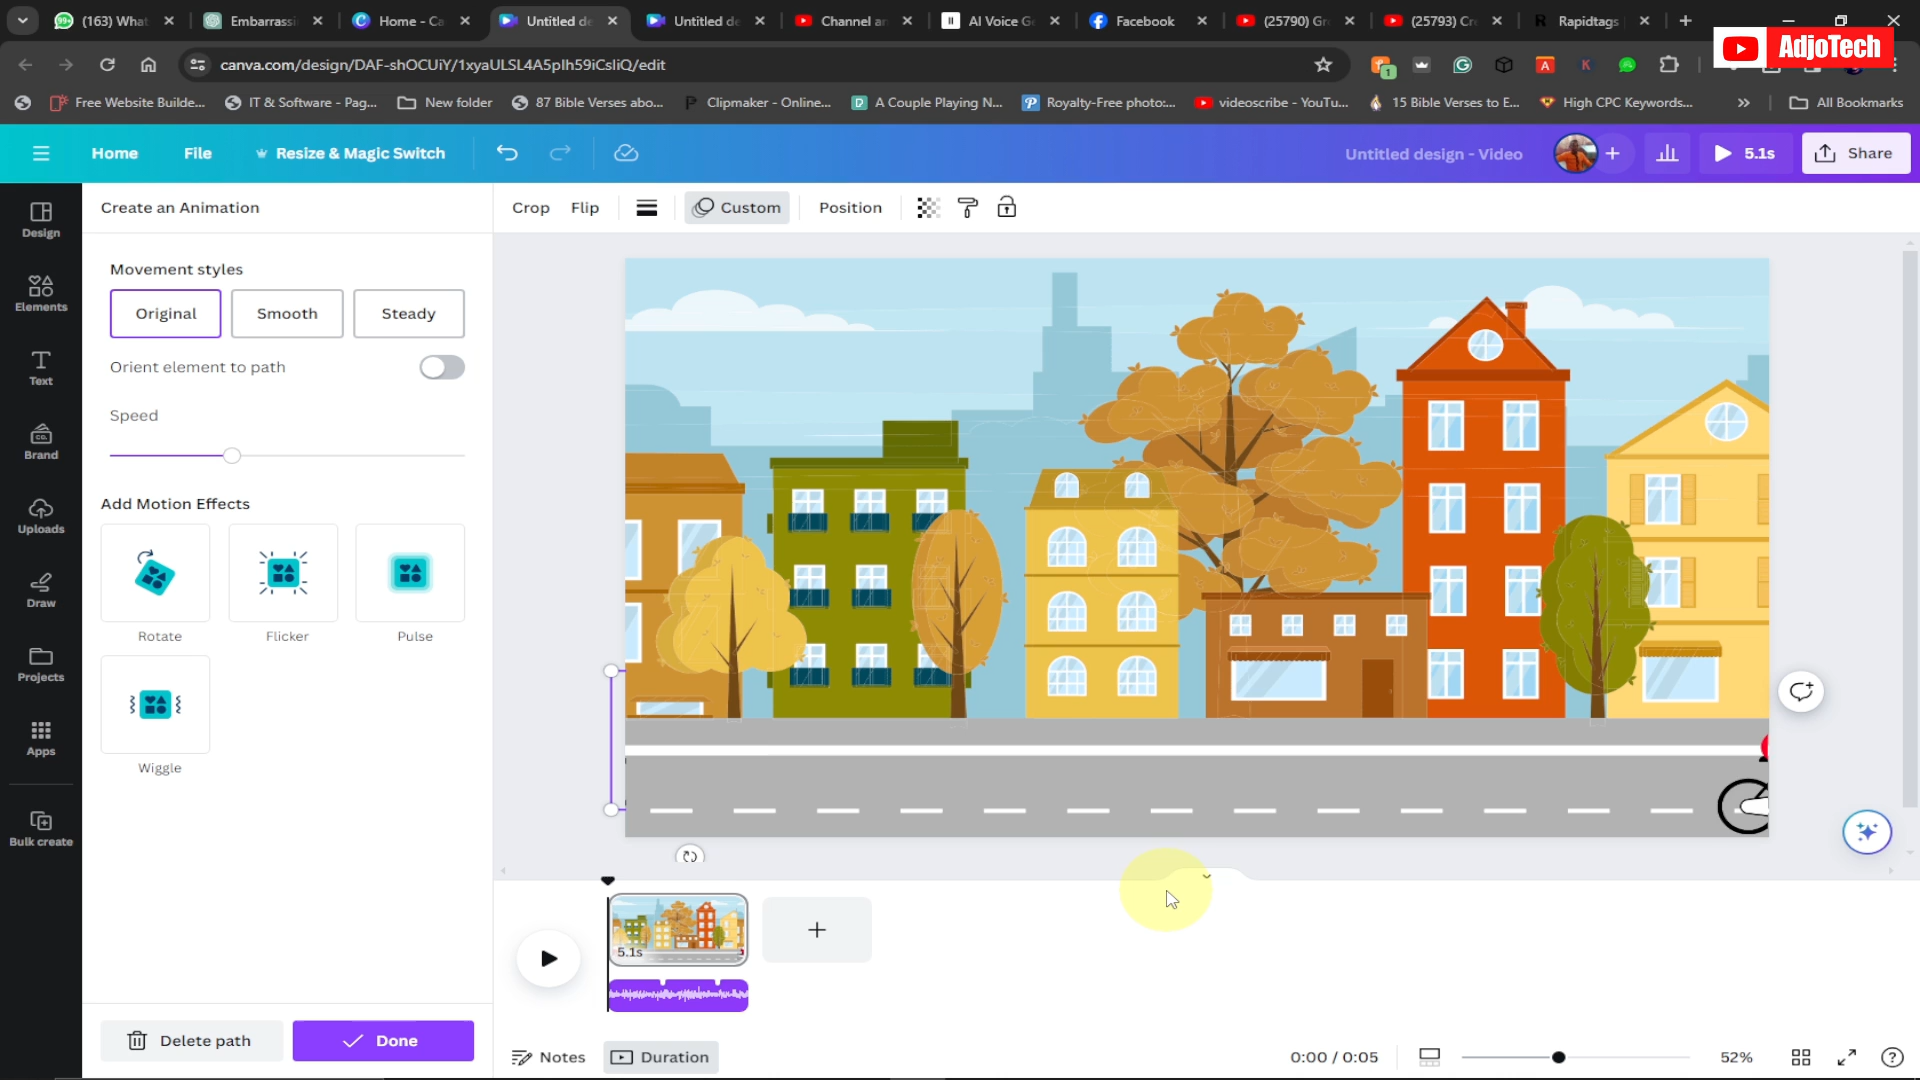 (163) What
Embarrassi
Home - Ca
Untitled de
Untitled de
Channel an
AI Voice Ge
Facebook
(25790) Gr
(25793) Cr
Rapidtags
AdjoTech
canva.com/design/DAF-shOCUiY/1xyaULSL4A5pIh59iCsliQ/edit
Free Website Builde...
IT & Software - Pag...
New folder
87 Bible Verses abo...
Clipmaker - Online...
A Couple Playing N...
Royalty-Free photo:...
videoscribe - YouTu...
15 Bible Verses to E...
High CPC Keywords...
All Bookmarks
Home
File
Resize & Magic Switch
Untitled design - Video
5.1s
Share
Create an Animation
Crop
Flip
Custom
Position
Design
Elements
Text
Brand
Uploads
Draw
Projects
Apps
Bulk create
Movement styles
Original
Smooth
Steady
Orient element to path
Speed
Add Motion Effects
Rotate
Flicker
Pulse
Wiggle
Delete path
Done
5.1s
Notes
Duration
0:00 / 0:05
52%